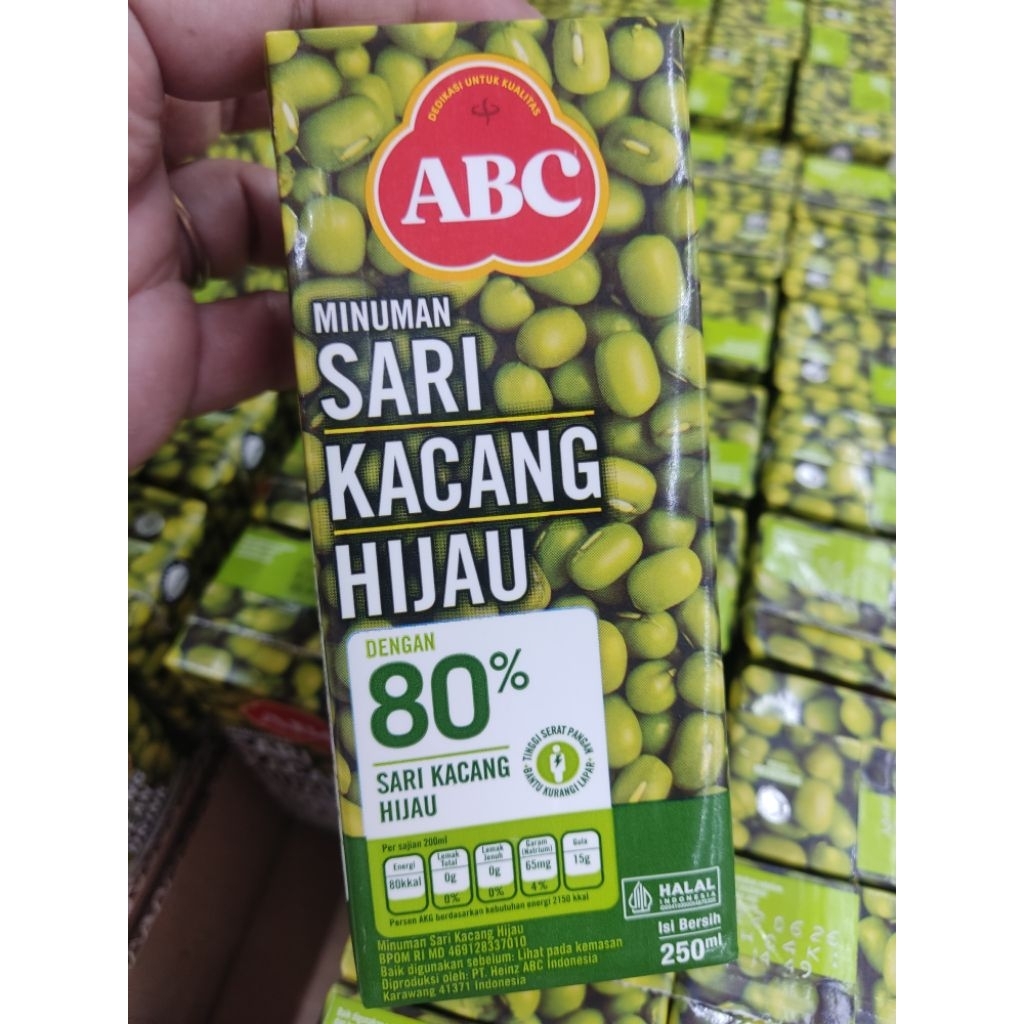 DEDIKASI UNTUK KUALITAS
ABC
MINUMAN
SARI
KACANG
HIJAU
DENGAN
80%
SARI KACANG
HIJAU
TINGGI SERAT PANGAN
BANTU KURANGI LAPAR
Per sajian 200ml
Energi
80kkal
Lemak Total
0g
0%
Lemak Jenuh
0g
0%
Garam (Natrium)
65mg
4%
Gula
15g
Persen AKG berdasarkan kebutuhan energi 2150 kkal
HALAL
INDONESIA
Isi Bersih
250ml
Minuman Sari Kacang Hijau
BPOM RI MD 469128337010
Baik digunakan sebelum: Lihat pada kemasan
Diproduksi oleh: PT. Heinz ABC Indonesia
Karawang 41371 Indonesia